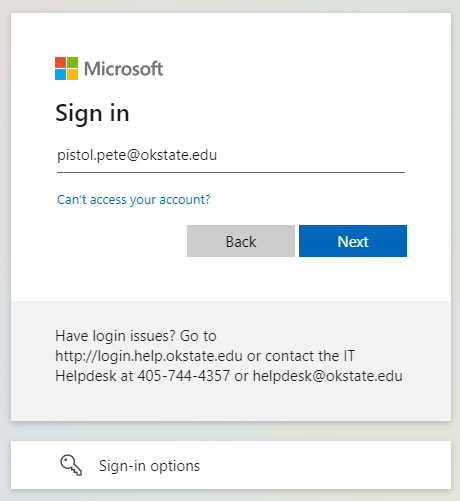 Microsoft
Sign in
pistol.pete@okstate.edu
Can't access your account?
Back Next
Have login issues? Go to
http://login.help.okstate.edu or contact the IT
Helpdesk at 405-744-4357 or helpdesk@okstate.edu
Sign-in options